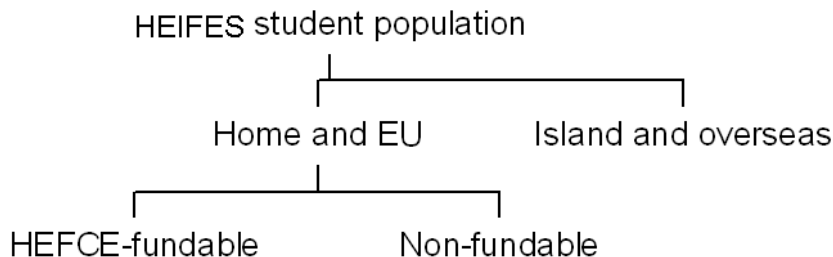 HEIFES student population
Home and EU
Island and overseas
HEFCE-fundable
Non-fundable